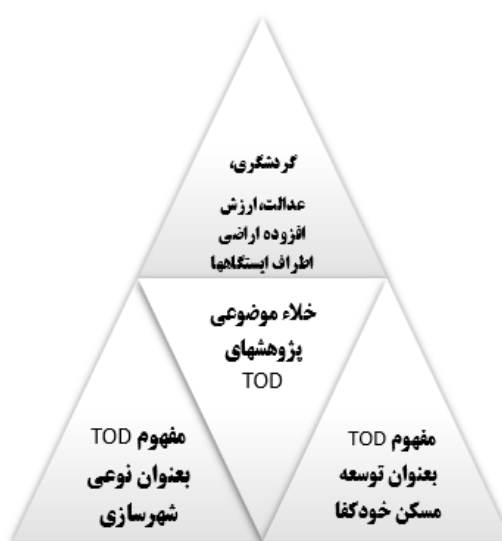 گردشگری،
عدالت،ارزش
افزوده اراضی
اطراف ایستگاهها
خلاء موضوعی
پژوهشهای
TOD
مفهوم TOD
بعنوان توسعه
مسکن خودکفا
مفهوم TOD
بعنوان نوعی
شهرسازی